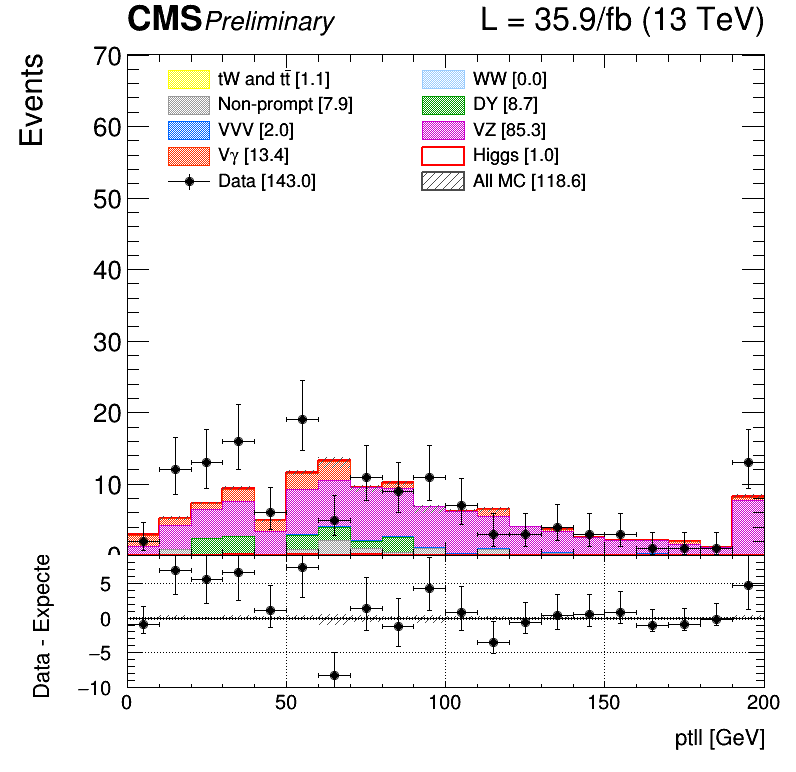 CMS Preliminary L = 35.9/fb (13 TeV)
Events
70
60
50
40
30
20
10
0
tW and tt̄ [1.1]
Non-prompt [7.9]
VVV [2.0]
Vγ [13.4]
Data [143.0]
WW [0.0]
DY [8.7]
VZ [85.3]
Higgs [1.0]
All MC [118.6]
Data - Expecte
5
0
−5
−10
0 50 100 150 200
ptll [GeV]